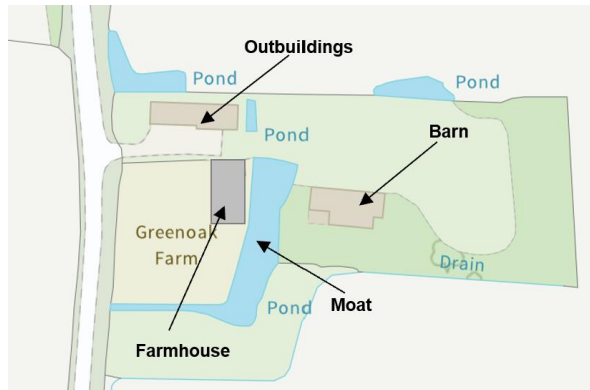 Outbuildings
Pond
Pond
Barn
Pond
Greenoak
Farm
Drain
Pond
Moat
Farmhouse